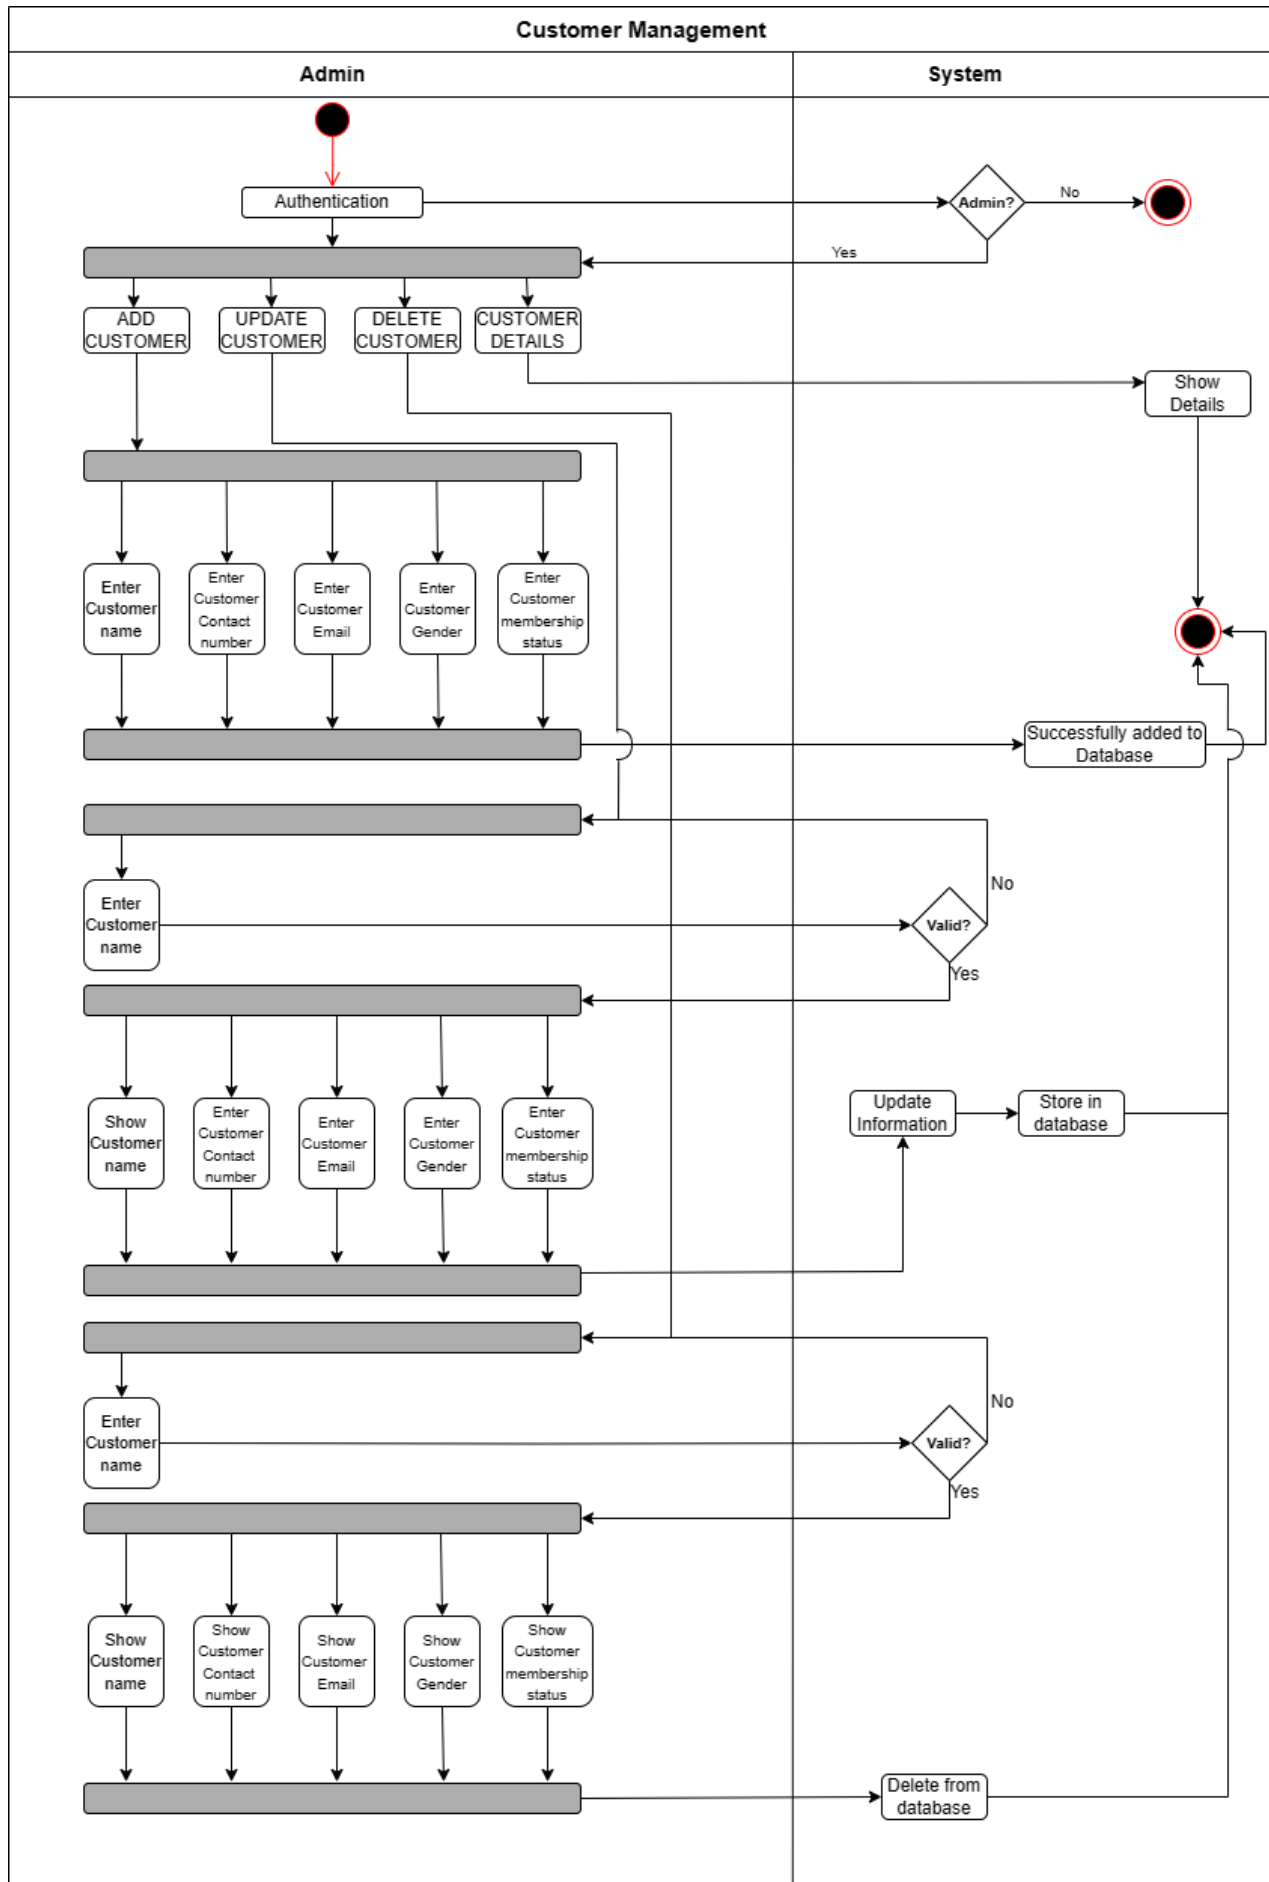 Customer Management
Admin
System
Authentication
Admin?
No
Yes
ADD
CUSTOMER
UPDATE
CUSTOMER
DELETE
CUSTOMER
CUSTOMER
DETAILS
Show
Details
Enter
Customer
name
Enter
Customer
Contact
number
Enter
Customer
Email
Enter
Customer
Gender
Enter
Customer
membership
status
Successfully added to
Database
Enter
Customer
name
Valid?
No
Yes
Show
Customer
name
Enter
Customer
Contact
number
Enter
Customer
Email
Enter
Customer
Gender
Enter
Customer
membership
status
Update
Information
Store in
database
Enter
Customer
name
Valid?
No
Yes
Show
Customer
name
Show
Customer
Contact
number
Show
Customer
Email
Show
Customer
Gender
Show
Customer
membership
status
Delete from
database